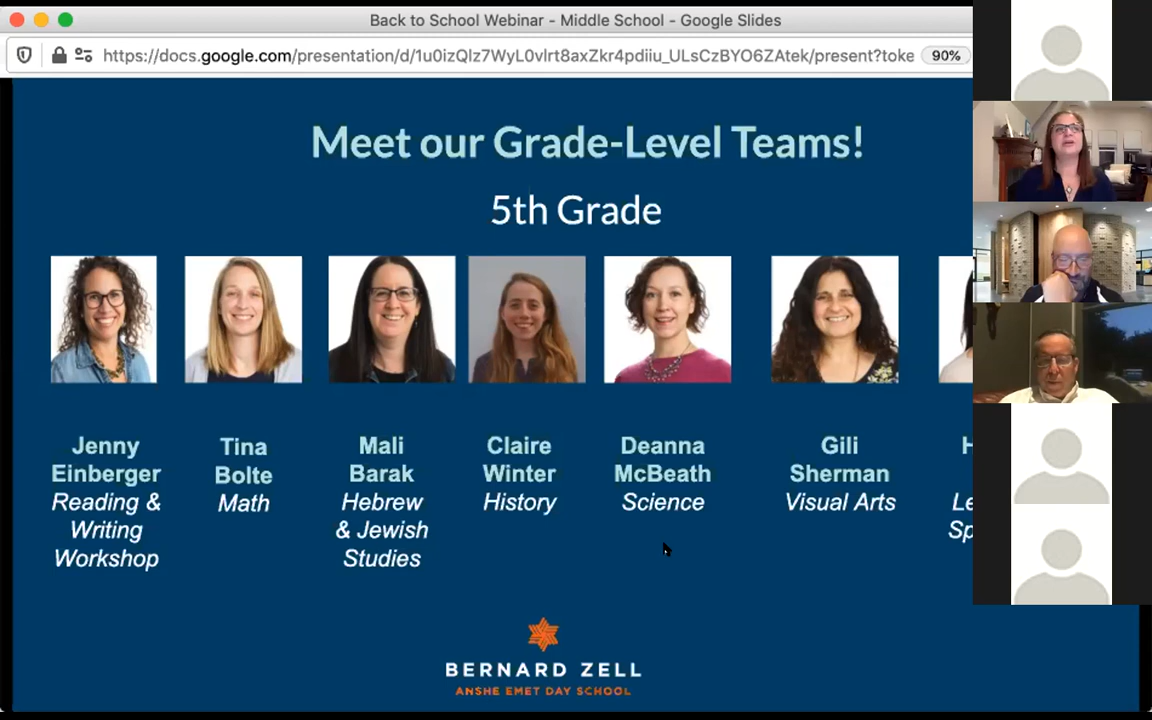 Back to School Webinar - Middle School - Google Slides
https://docs.google.com/presentation/d/1u0izQlz7WyL0vlrt8axZkr4pdiiu_ULsCzBYO6ZAtek/present?toke
90%
Meet our Grade-Level Teams!
5th Grade
Jenny
Einberger
Reading &
Writing
Workshop
Tina
Bolte
Math
Mali
Barak
Hebrew
& Jewish
Studies
Claire
Winter
History
Deanna
McBeath
Science
Gili
Sherman
Visual Arts
H
Le
Sp
BERNARD ZELL
ANSHE EMET DAY SCHOOL